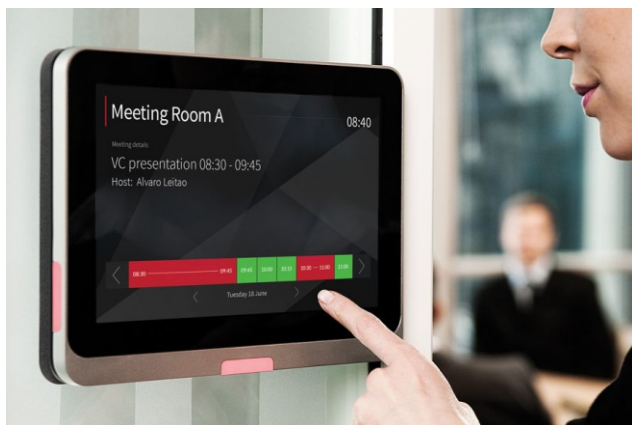 Meeting Room A
08:40
Meeting details
VC presentation 08:30 - 09:45
Host: Alvaro Leitao
08:30 09:45 09:45 10:00 10:15 10:30 11:00 11:00
Tuesday 18 June